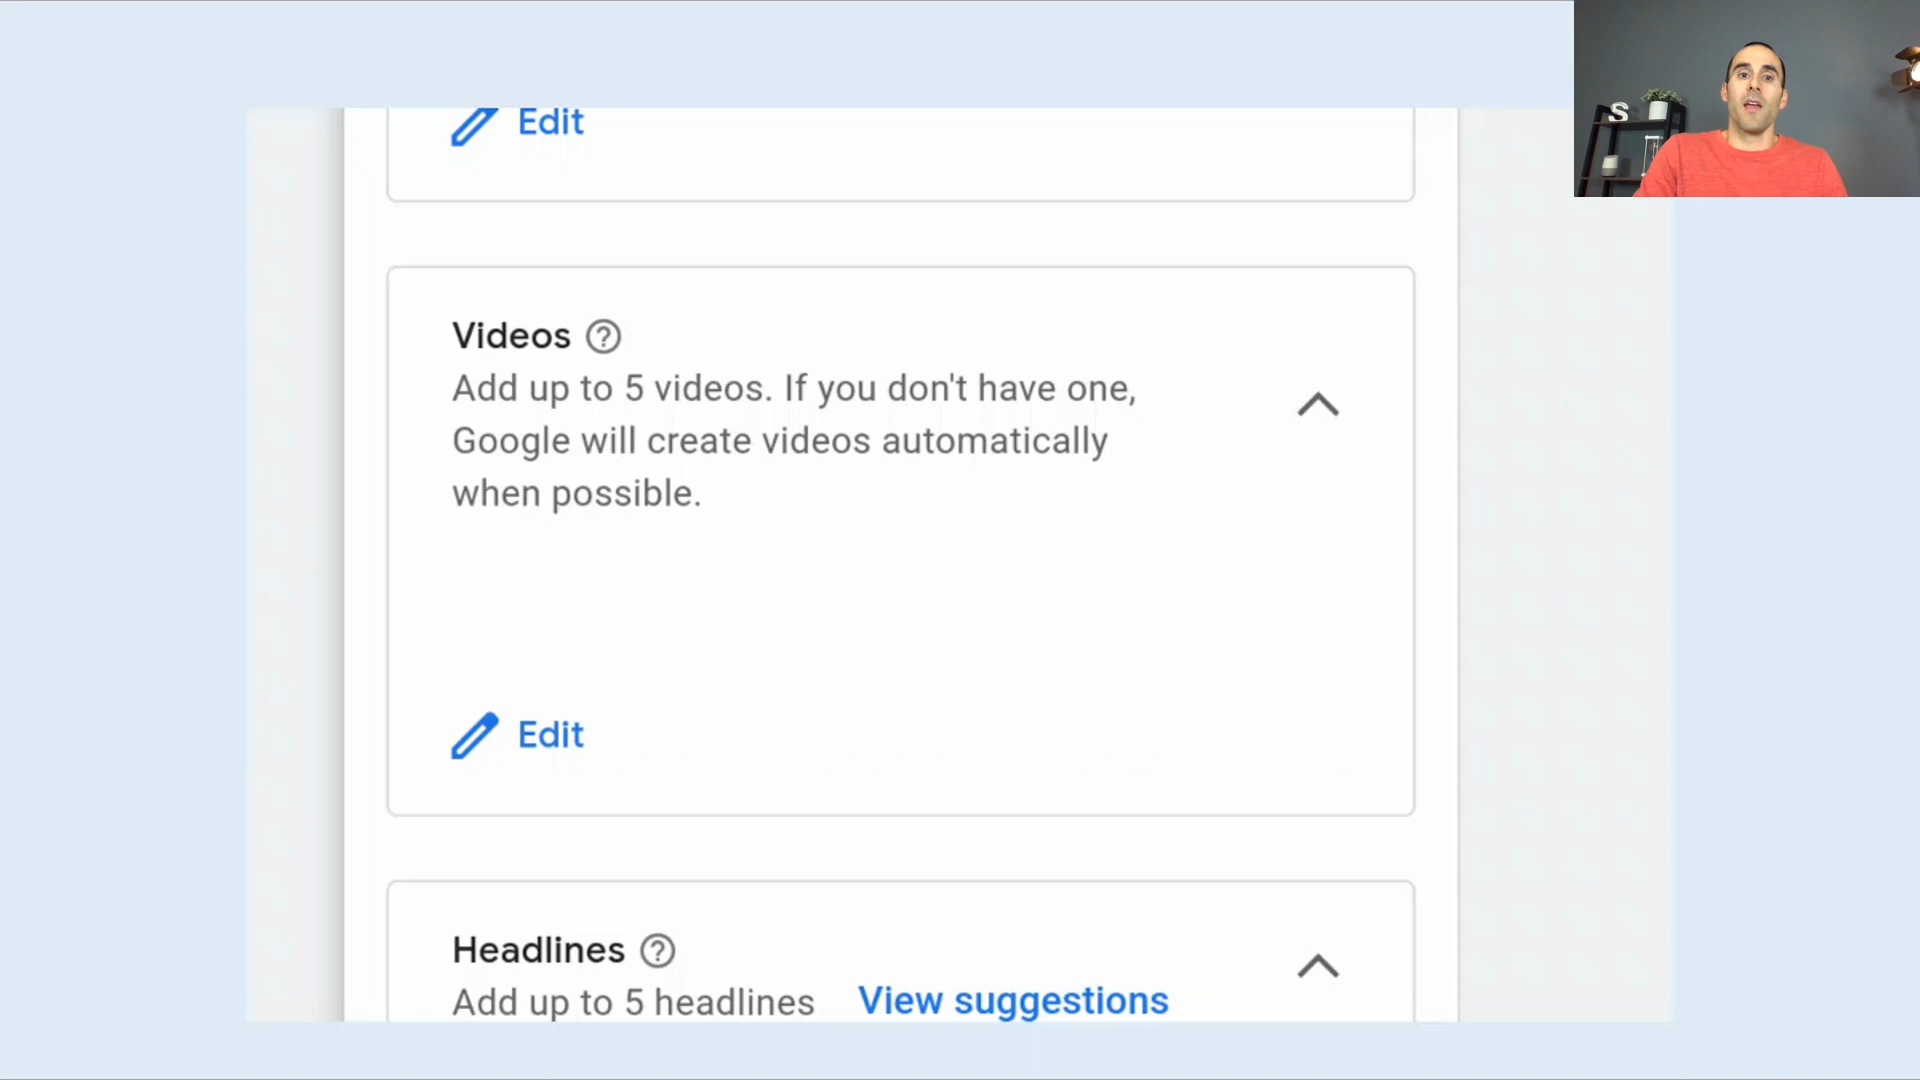 Edit
S
Videos
Add up to 5 videos. If you don't have one,
Google will create videos automatically
when possible.
Edit
Headlines
Add up to 5 headlines View suggestions